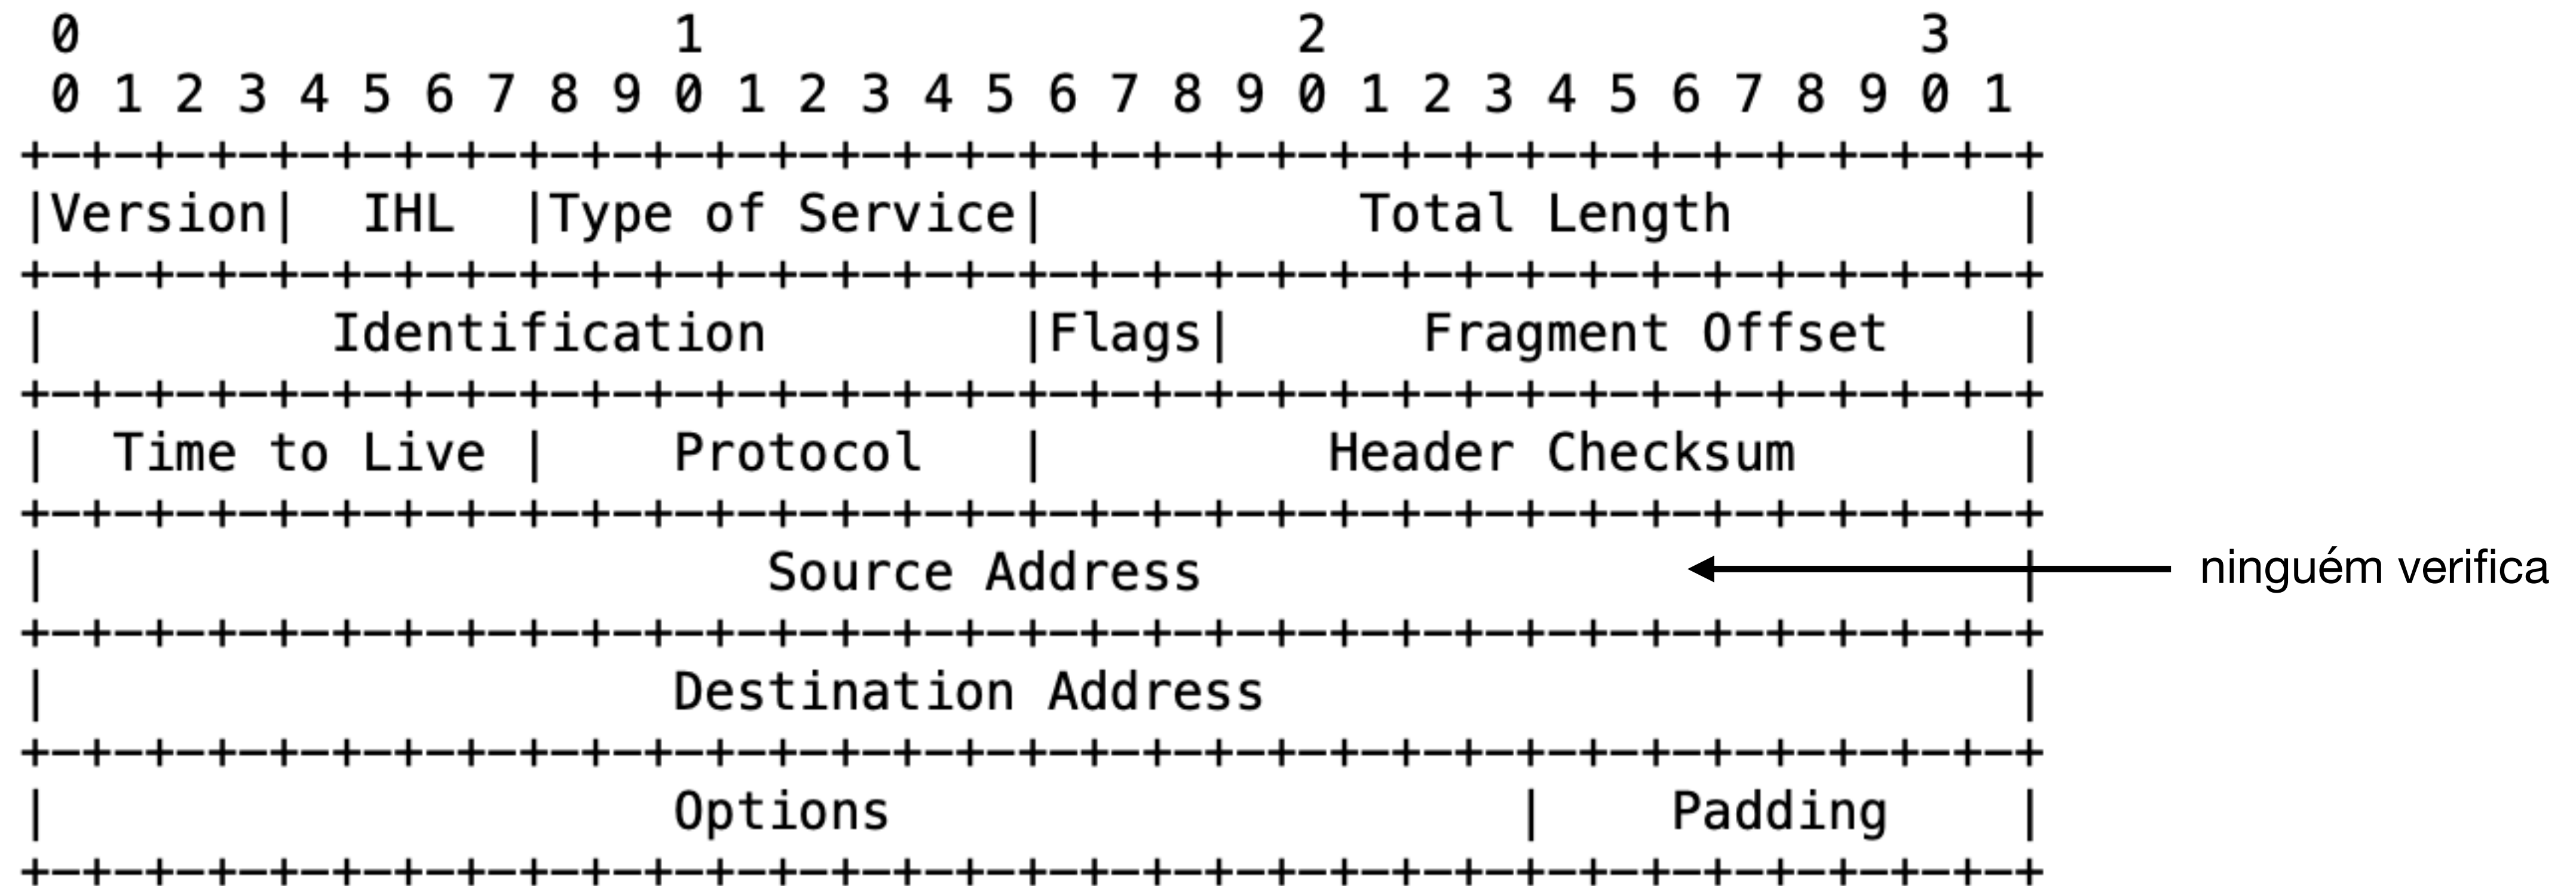 0 1 2 3
0 1 2 3 4 5 6 7 8 9 0 1 2 3 4 5 6 7 8 9 0 1 2 3 4 5 6 7 8 9 0 1
+-+-+-+-+-+-+-+-+-+-+-+-+-+-+-+-+-+-+-+-+-+-+-+-+-+-+-+-+-+-+-+-+
|Version| IHL |Type of Service| Total Length |
+-+-+-+-+-+-+-+-+-+-+-+-+-+-+-+-+-+-+-+-+-+-+-+-+-+-+-+-+-+-+-+-+
| Identification |Flags| Fragment Offset |
+-+-+-+-+-+-+-+-+-+-+-+-+-+-+-+-+-+-+-+-+-+-+-+-+-+-+-+-+-+-+-+-+
| Time to Live | Protocol | Header Checksum |
+-+-+-+-+-+-+-+-+-+-+-+-+-+-+-+-+-+-+-+-+-+-+-+-+-+-+-+-+-+-+-+-+
| Source Address | ninguém verifica
+-+-+-+-+-+-+-+-+-+-+-+-+-+-+-+-+-+-+-+-+-+-+-+-+-+-+-+-+-+-+-+-+
| Destination Address |
+-+-+-+-+-+-+-+-+-+-+-+-+-+-+-+-+-+-+-+-+-+-+-+-+-+-+-+-+-+-+-+-+
| Options | Padding |
+-+-+-+-+-+-+-+-+-+-+-+-+-+-+-+-+-+-+-+-+-+-+-+-+-+-+-+-+-+-+-+-+